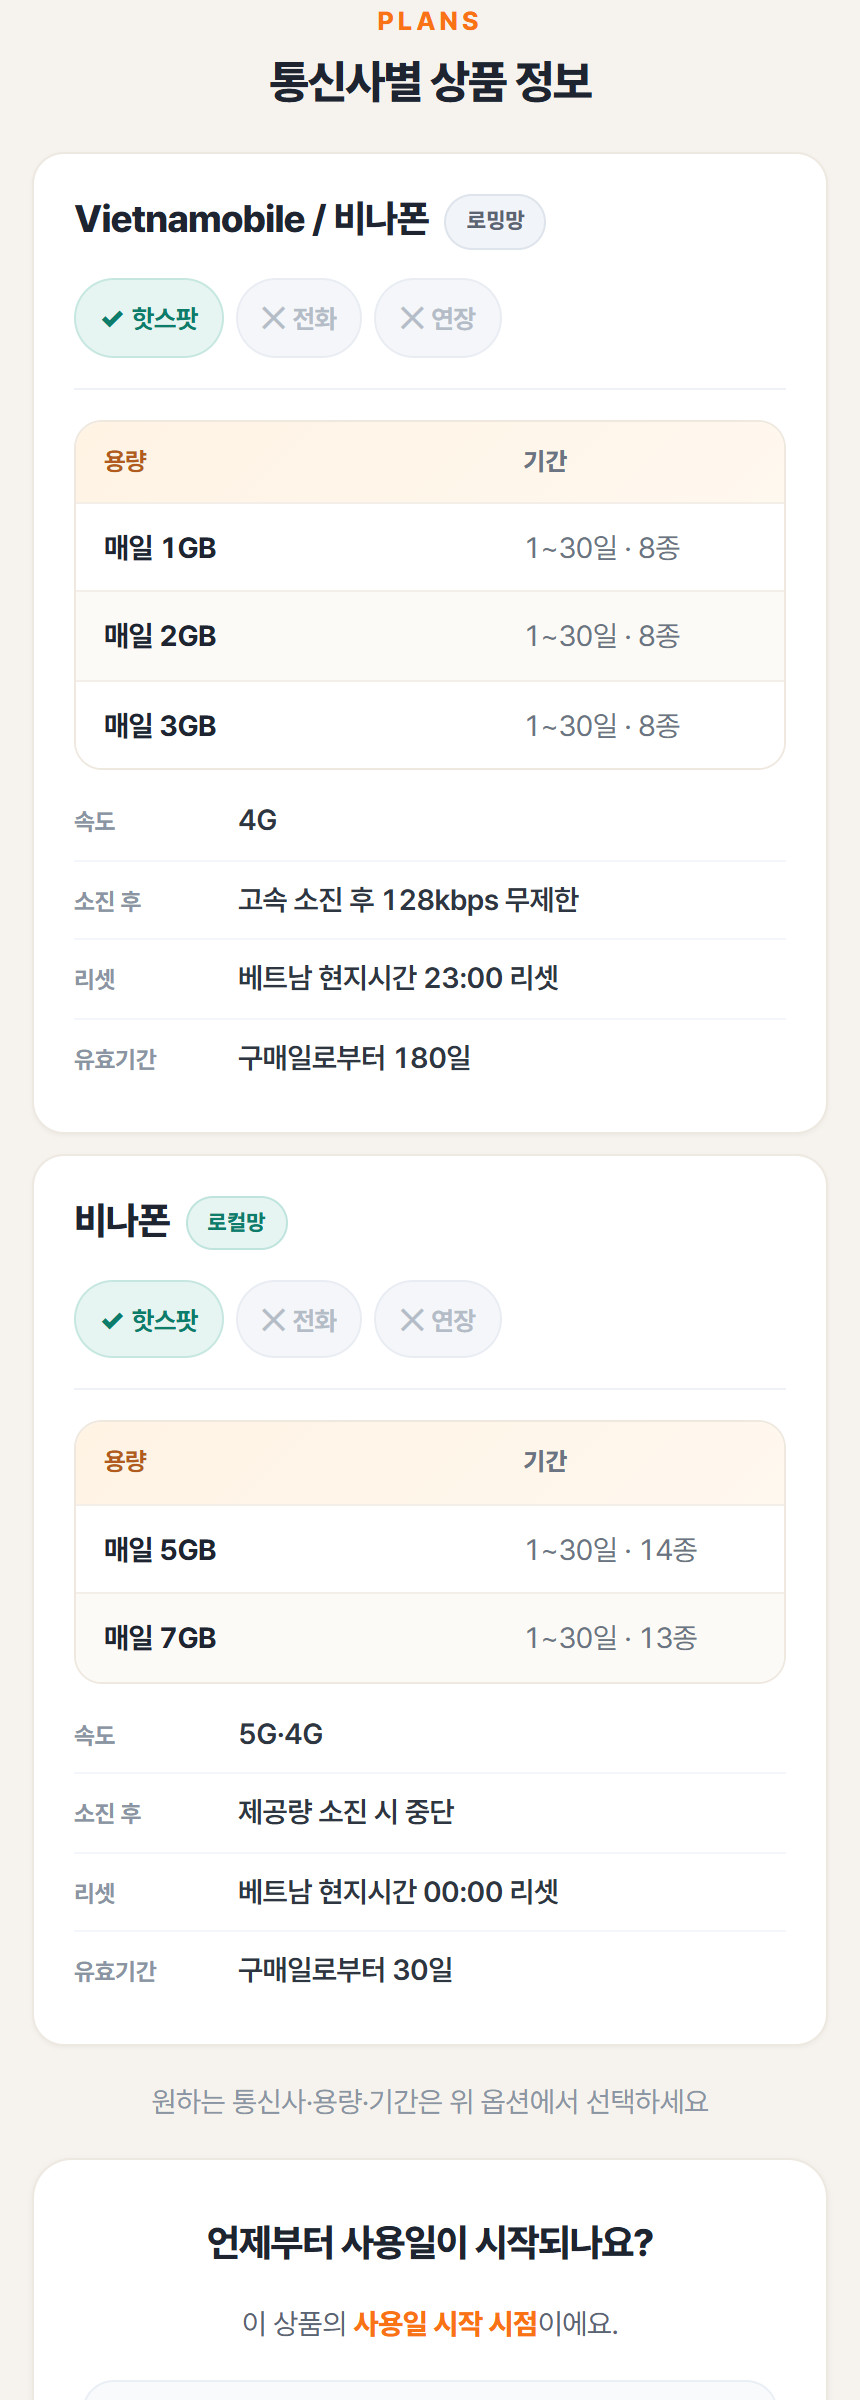 PLANS
통신사별 상품 정보
Vietnamobile / 비나폰 로밍망
✓ 핫스팟 ✕ 전화 ✕ 연장
용량 기간
매일 1GB 1~30일 · 8종
매일 2GB 1~30일 · 8종
매일 3GB 1~30일 · 8종
속도 4G
소진 후 고속 소진 후 128kbps 무제한
리셋 베트남 현지시간 23:00 리셋
유효기간 구매일로부터 180일
비나폰 로컬망
✓ 핫스팟 ✕ 전화 ✕ 연장
용량 기간
매일 5GB 1~30일 · 14종
매일 7GB 1~30일 · 13종
속도 5G·4G
소진 후 제공량 소진 시 중단
리셋 베트남 현지시간 00:00 리셋
유효기간 구매일로부터 30일
원하는 통신사·용량·기간은 위 옵션에서 선택하세요
언제부터 사용일이 시작되나요?
이 상품의 사용일 시작 시점이에요.